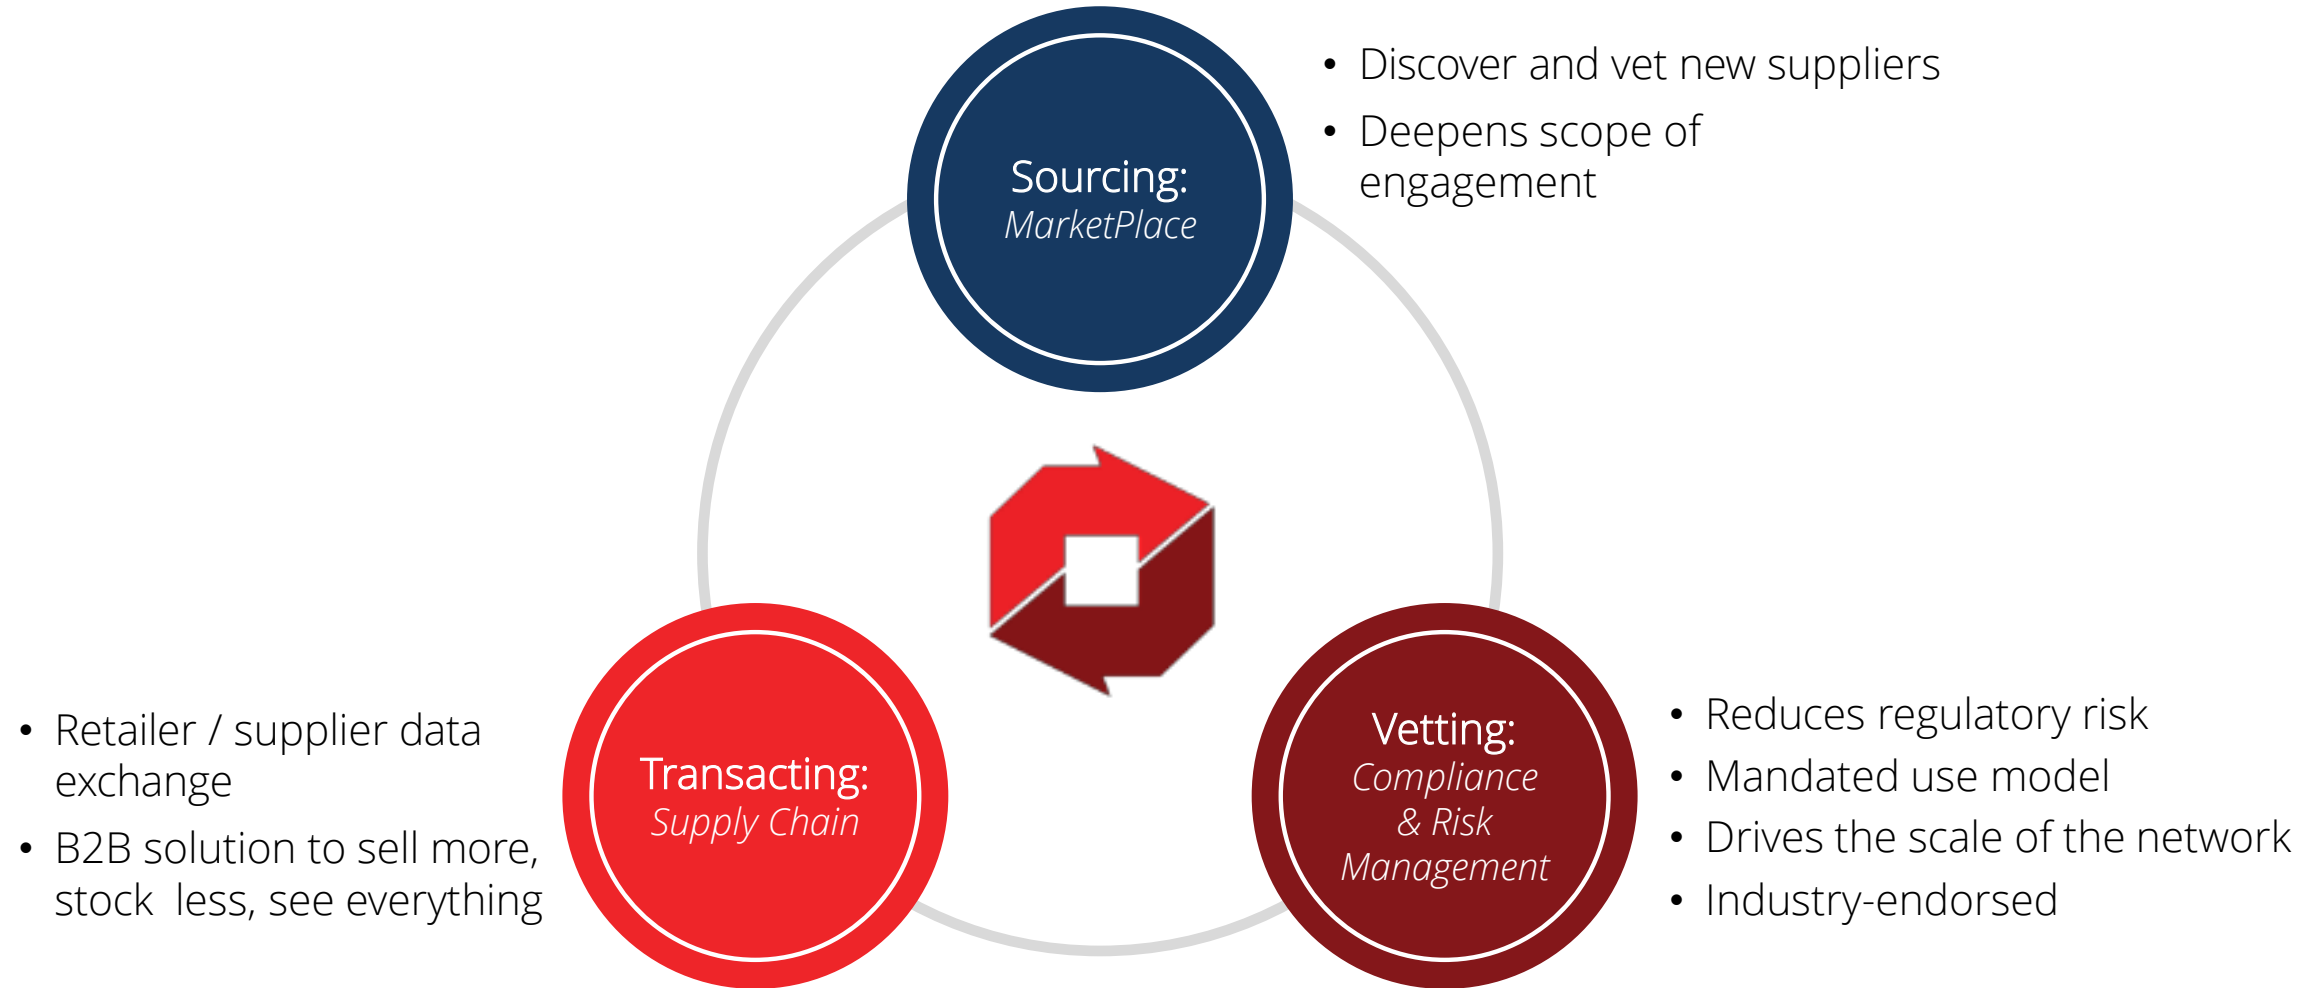 Sourcing:
MarketPlace
• Discover and vet new suppliers
• Deepens scope of
engagement
Transacting:
Supply Chain
• Retailer / supplier data
exchange
• B2B solution to sell more,
stock  less, see everything
Vetting:
Compliance
& Risk
Management
• Reduces regulatory risk
• Mandated use model
• Drives the scale of the network
• Industry-endorsed